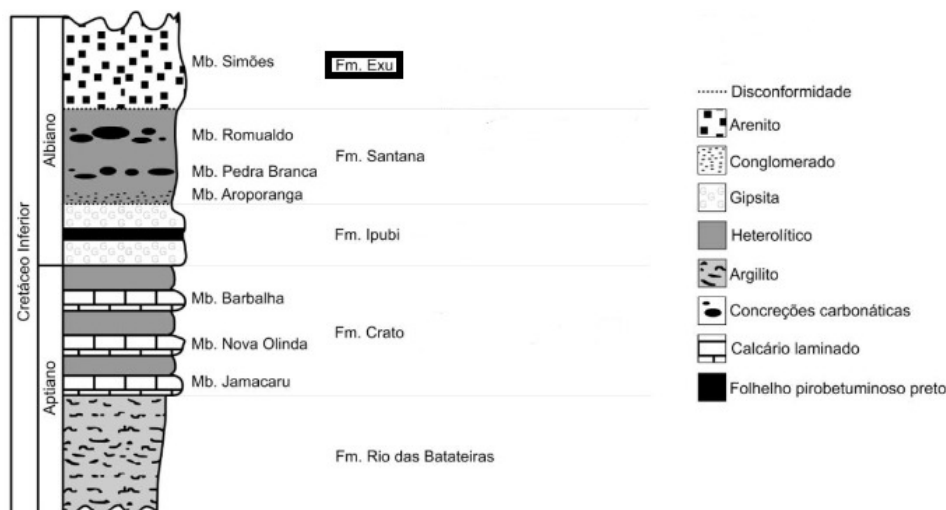 Cretáceo Inferior
Albiano
Aptiano
Mb. Simões
Fm. Exu
Mb. Romualdo
Fm. Santana
Mb. Pedra Branca
Mb. Aroporanga
Fm. Ipubi
Mb. Barbalha
Fm. Crato
Mb. Nova Olinda
Mb. Jamacaru
Fm. Rio das Batateiras
Disconformidade
Arenito
Conglomerado
Gipsita
Heterolítico
Argilito
Concreções carbonáticas
Calcário laminado
Folhelho pirobetuminoso preto